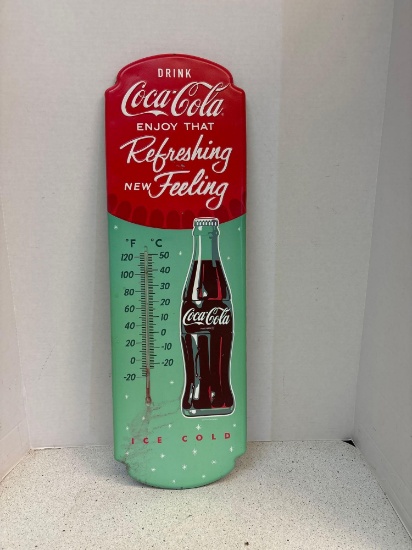 DRINK
Coca-Cola
ENJOY THAT
Refreshing
NEW Feeling
°F °C
120 50
100 40
80 30
60 20
40 10
20 0
0 -10
-20 -20
Coca-Cola
ICE COLD